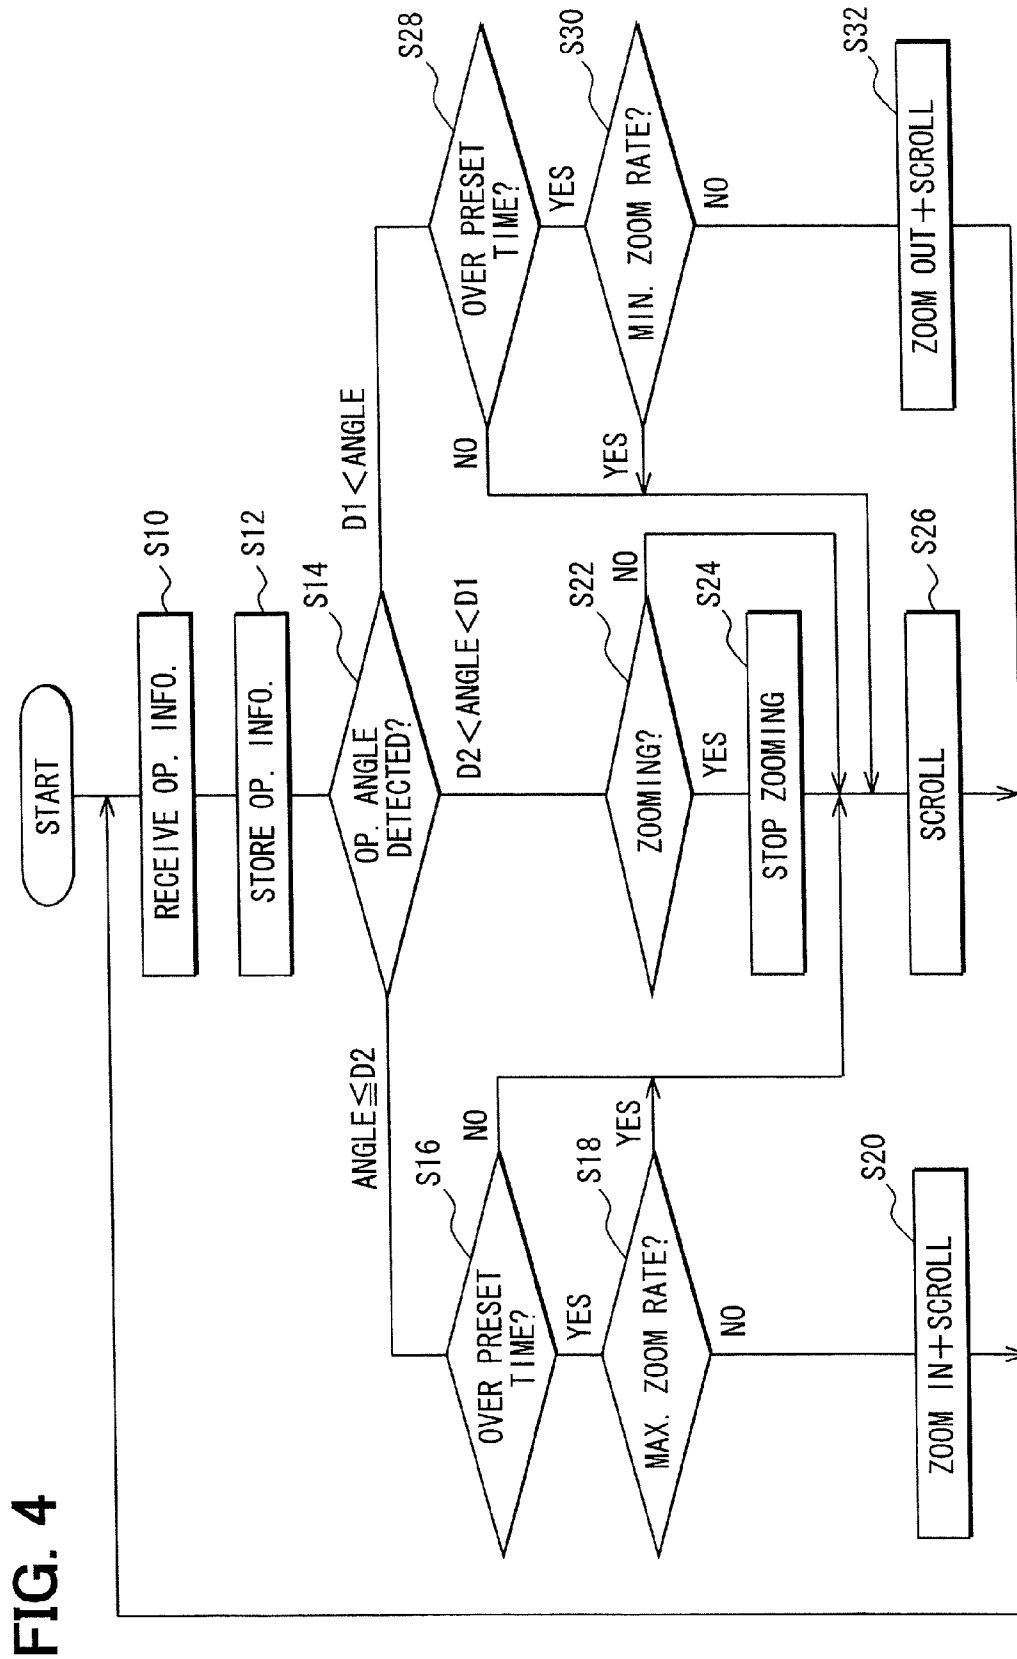 FIG. 4
START
RECEIVE OP. INFO.
S10
STORE OP. INFO.
S12
OP. ANGLE
DETECTED?
S14
ANGLE≦D2
D2<ANGLE<D1
D1<ANGLE
OVER PRESET
TIME?
S16
NO
YES
MAX. ZOOM RATE?
S18
YES
NO
ZOOM IN+SCROLL
S20
ZOOMING?
S22
NO
YES
STOP ZOOMING
S24
SCROLL
S26
OVER PRESET
TIME?
S28
NO
YES
MIN. ZOOM RATE?
S30
YES
NO
ZOOM OUT+SCROLL
S32